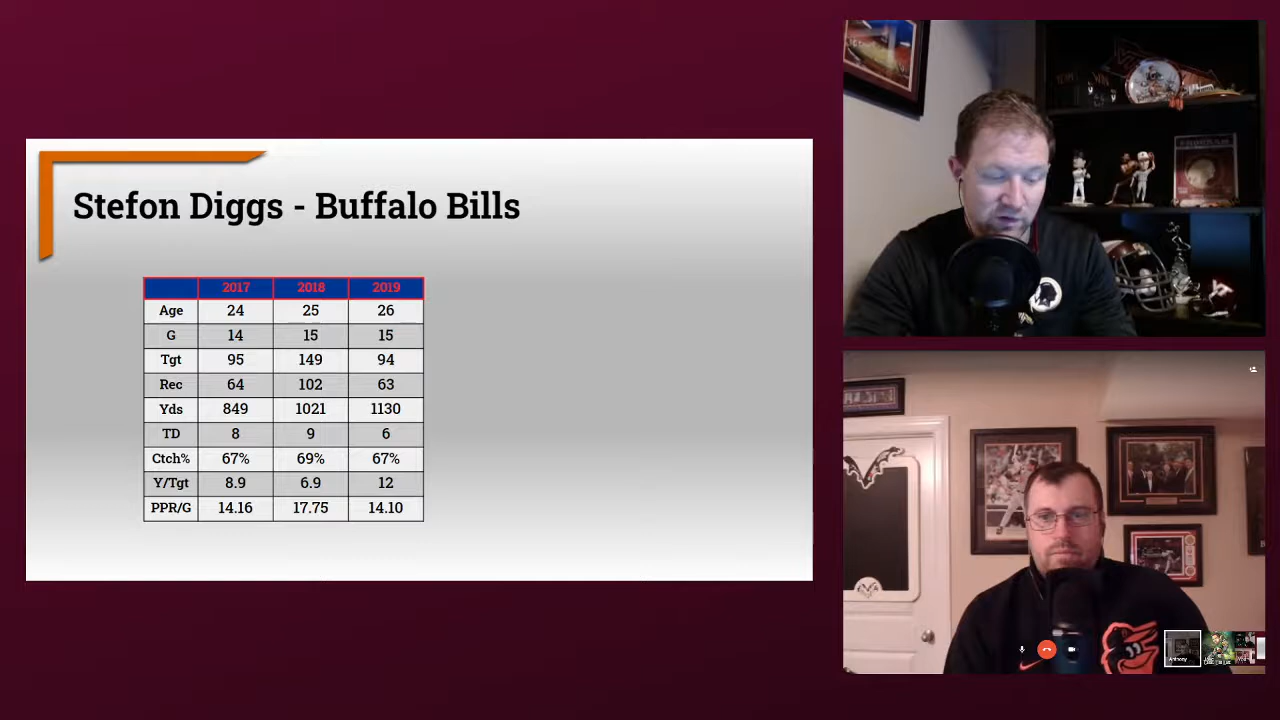 Stefon Diggs - Buffalo Bills
2017 2018 2019
Age 24 25 26
G 14 15 15
Tgt 95 149 94
Rec 64 102 63
Yds 849 1021 1130
TD 8 9 6
Ctch% 67% 69% 67%
Y/Tgt 8.9 6.9 12
PPR/G 14.16 17.75 14.10
Anthony